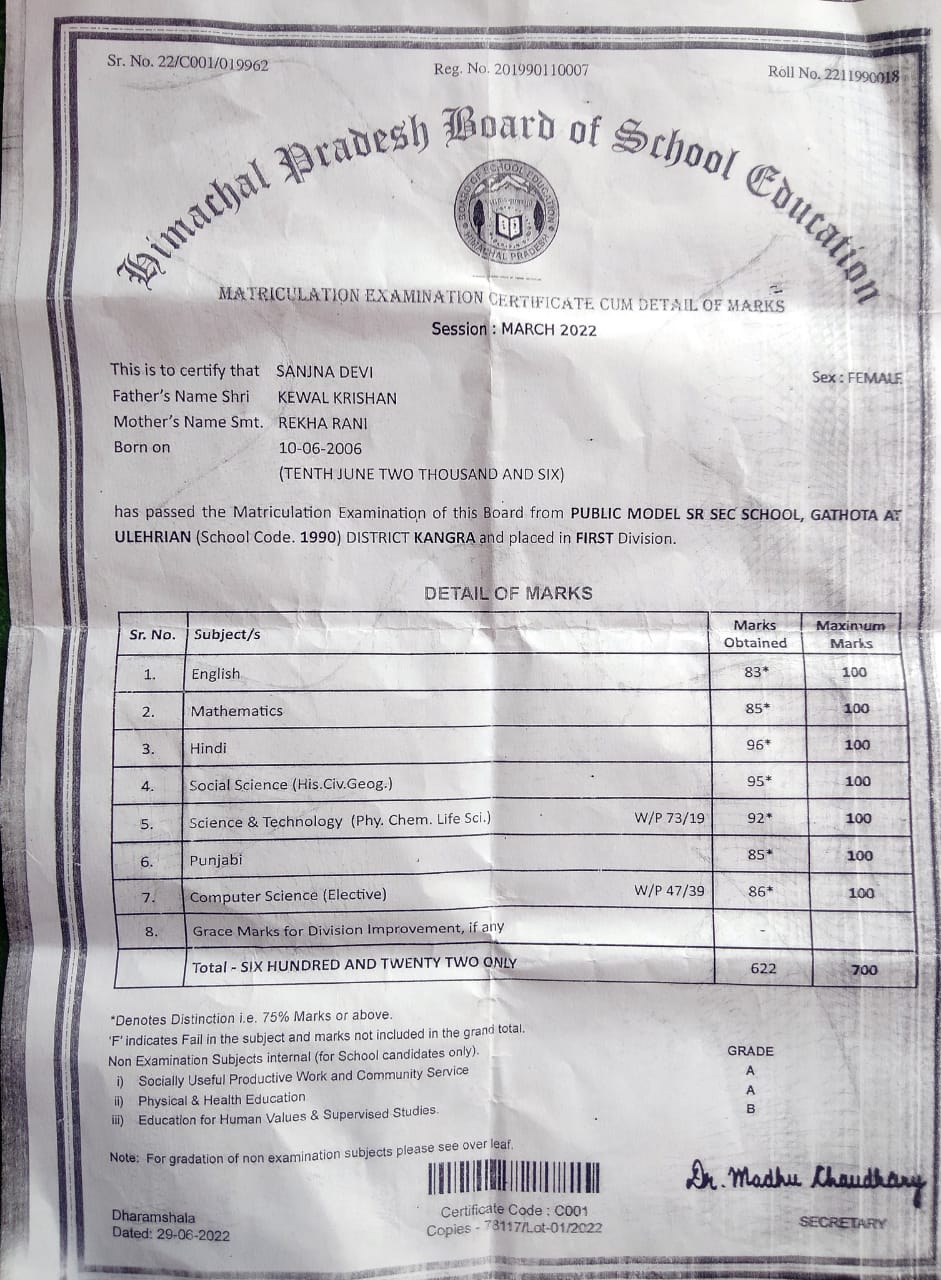 Sr. No. 22/C001/019962 Reg. No. 201990110007 Roll No. 2211990018
Himachal Pradesh Board of School Education
BOARD OF SCHOOL EDUCATION
HIMACHAL PRADESH
MATRICULATION EXAMINATION CERTIFICATE CUM DETAIL OF MARKS
Session : MARCH 2022
This is to certify that SANJNA DEVI Sex : FEMALE
Father's Name Shri KEWAL KRISHAN
Mother's Name Smt. REKHA RANI
Born on 10-06-2006
(TENTH JUNE TWO THOUSAND AND SIX)
has passed the Matriculation Examination of this Board from PUBLIC MODEL SR SEC SCHOOL, GATHOTA AT
ULEHRIAN (School Code. 1990) DISTRICT KANGRA and placed in FIRST Division.
DETAIL OF MARKS
Sr. No. Subject/s Marks Obtained Maximum Marks
1. English 83* 100
2. Mathematics 85* 100
3. Hindi 96* 100
4. Social Science (His.Civ.Geog.) 95* 100
5. Science & Technology (Phy. Chem. Life Sci.) W/P 73/19 92* 100
6. Punjabi 85* 100
7. Computer Science (Elective) W/P 47/39 86* 100
8. Grace Marks for Division Improvement, if any -
Total - SIX HUNDRED AND TWENTY TWO ONLY 622 700
*Denotes Distinction i.e. 75% Marks or above.
'F' indicates Fail in the subject and marks not included in the grand total.
Non Examination Subjects internal (for School candidates only). GRADE
i) Socially Useful Productive Work and Community Service A
ii) Physical & Health Education A
iii) Education for Human Values & Supervised Studies. B
Note: For gradation of non examination subjects please see over leaf.
Dr. Madhu Chaudhary
Certificate Code : C001
Dharamshala Copies - 78117/Lot-01/2022 SECRETARY
Dated: 29-06-2022